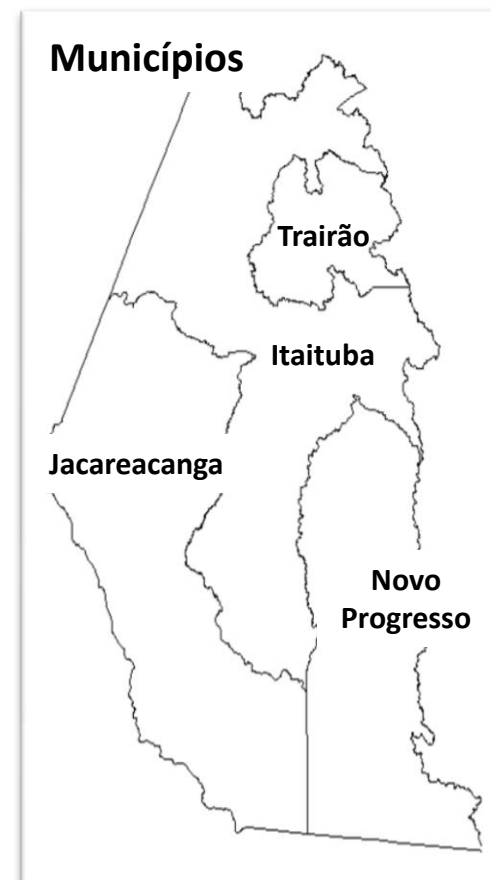 Municípios
Trairão
Itaituba
Jacareacanga
Novo
Progresso